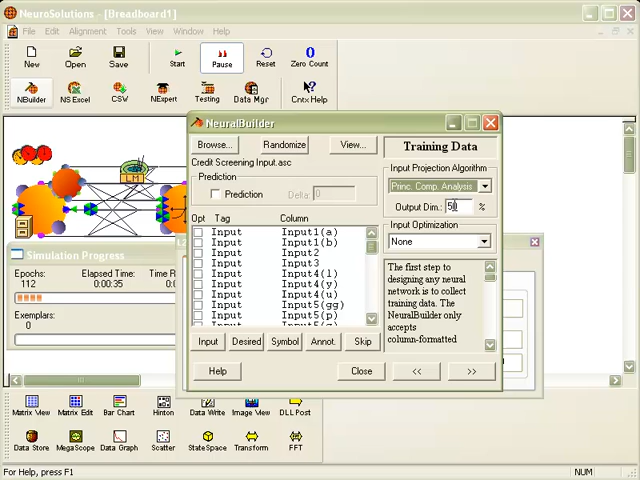 NeuroSolutions - [Breadboard1]
File Edit Alignment Tools View Window Help
New Open Save Start Pause Reset Zero Count
NBuilder NS Excel CSW NExpert Testing Data Mgr Cntx Help
NeuralBuilder
Browse... Randomize View...
Credit Screening Input.asc
Prediction
Prediction Delta: 0
Opt Tag Column
Input Input1(a)
Input Input1(b)
Input Input2
Input Input3
Input Input4(l)
Input Input4(y)
Input Input4(u)
Input Input5(gg)
Input Input5(p)
Input
Input Desired Symbol Annot. Skip
Training Data
Input Projection Algorithm
Princ. Comp. Analysis
Output Dim.: 50 %
Input Optimization
None
The first step to
designing any neural
network is to collect
training data. The
NeuralBuilder only
accepts
column-formatted
Help Close << >>
LM
Simulation Progress
Epochs: Elapsed Time: Time
112 0:00:35
Exemplars:
0
Matrix View Matrix Edit Bar Chart Hinton Data Write Image View DLL Post
Data Store MegaScope Data Graph Scatter StateSpace Transform FFT
For Help, press F1 NUM